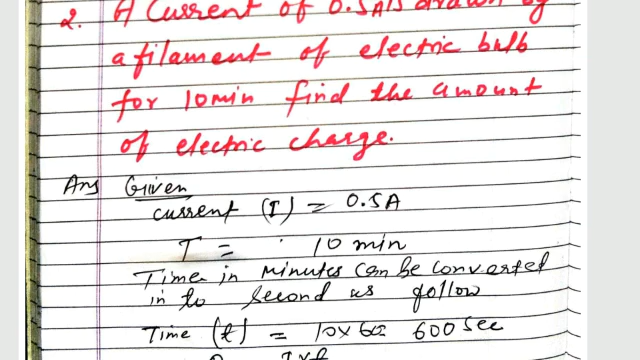 2. A Current of 0.5A is drawn by
a filament of electric bulb
for 10min find the amount
of electric charge.
Ans Given
current (I) = 0.5A
T = 10 min
Time in minutes can be converted
in to second as follow
Time (t) = 10x60 600 Sec